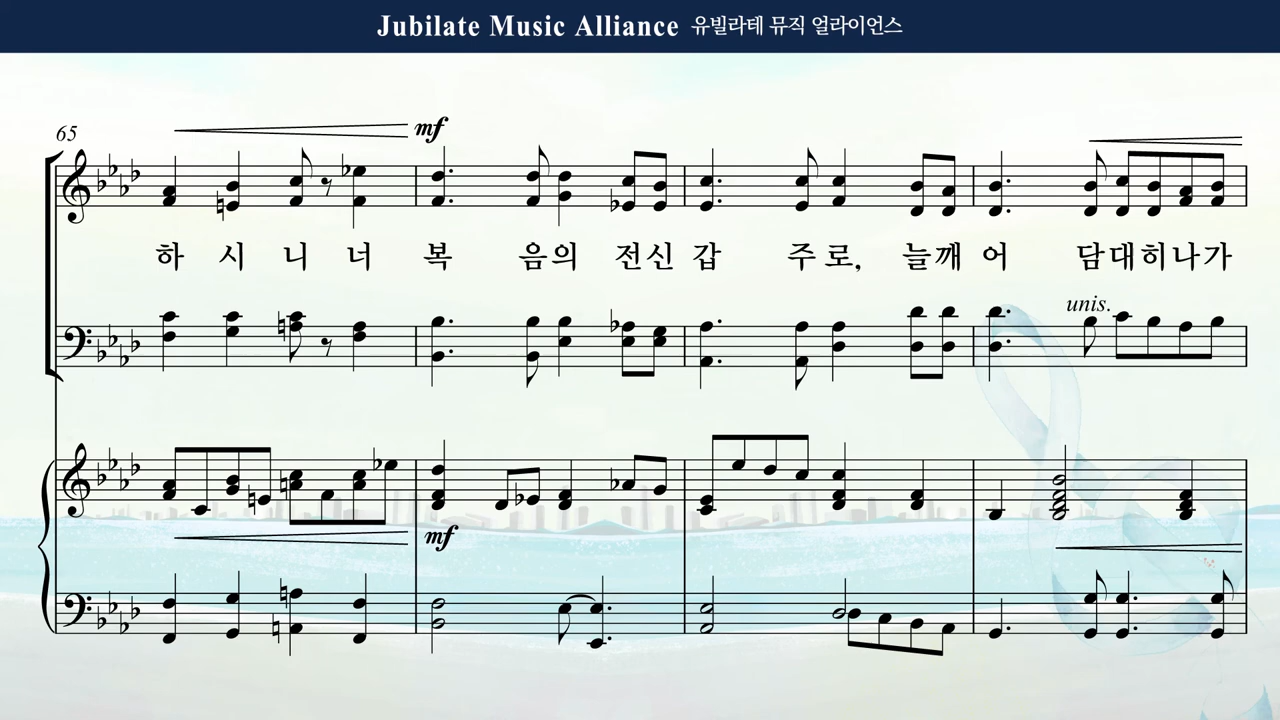 Jubilate Music Alliance 유빌라테 뮤직 얼라이언스
65
mf
하 시 니 너 복 음의 전신 갑 주로, 늘깨 어 담대히나가
unis.
mf